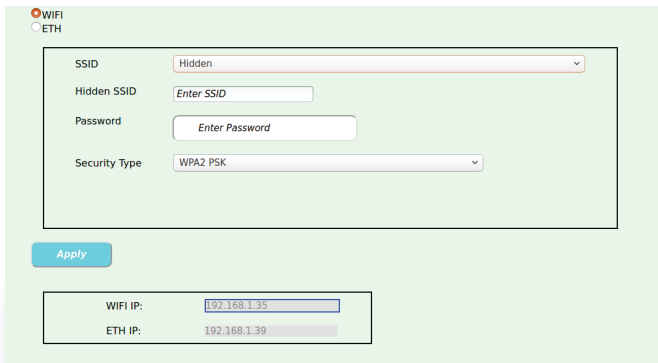 WIFI
ETH
SSID Hidden
Hidden SSID Enter SSID
Password Enter Password
Security Type WPA2 PSK
Apply
WIFI IP: 192.168.1.35
ETH IP: 192.168.1.39